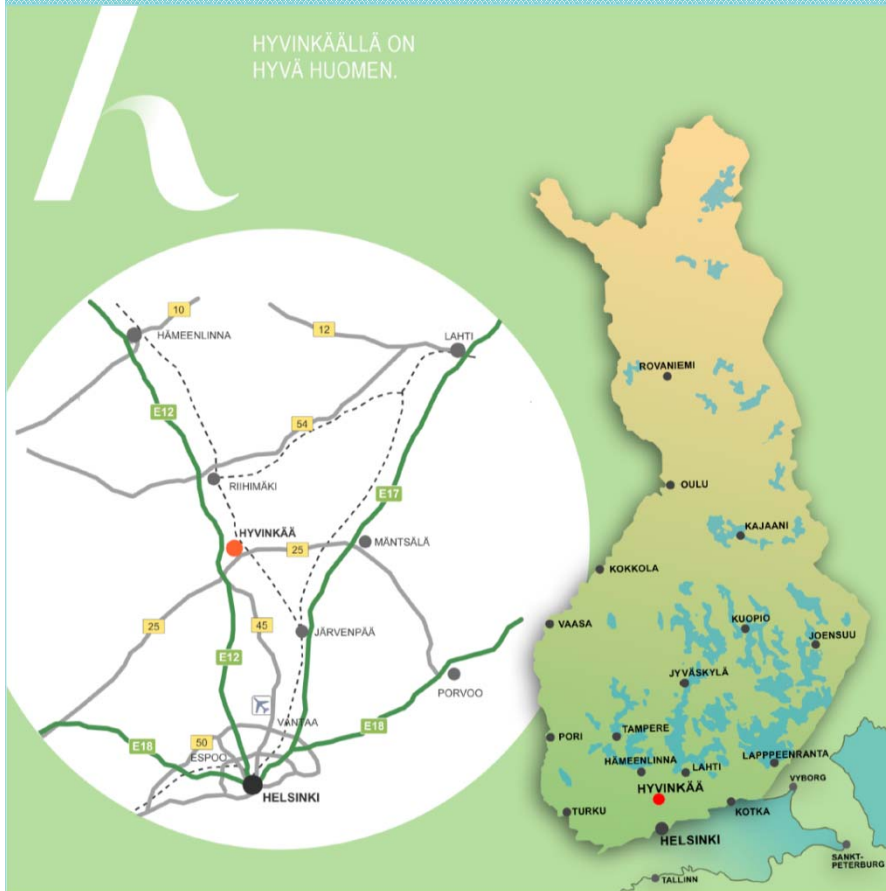 h
HYVINKÄÄLLÄ ON
HYVÄ HUOMEN.
10
HÄMEENLINNA
12
LAHTI
E12
54
RIIHIMÄKI
E17
HYVINKÄÄ
25
MÄNTSÄLÄ
25
45
JÄRVENPÄÄ
E12
PORVOO
VANTAA
E18
50
E18
ESPOO
HELSINKI
ROVANIEMI
OULU
KAJAANI
KOKKOLA
VAASA
KUOPIO
JOENSUU
JYVÄSKYLÄ
PORI
TAMPERE
LAPPPEENRANTA
HÄMEENLINNA
LAHTI
VYBORG
HYVINKÄÄ
TURKU
KOTKA
HELSINKI
SANKT-
PETERBURG
TALLINN